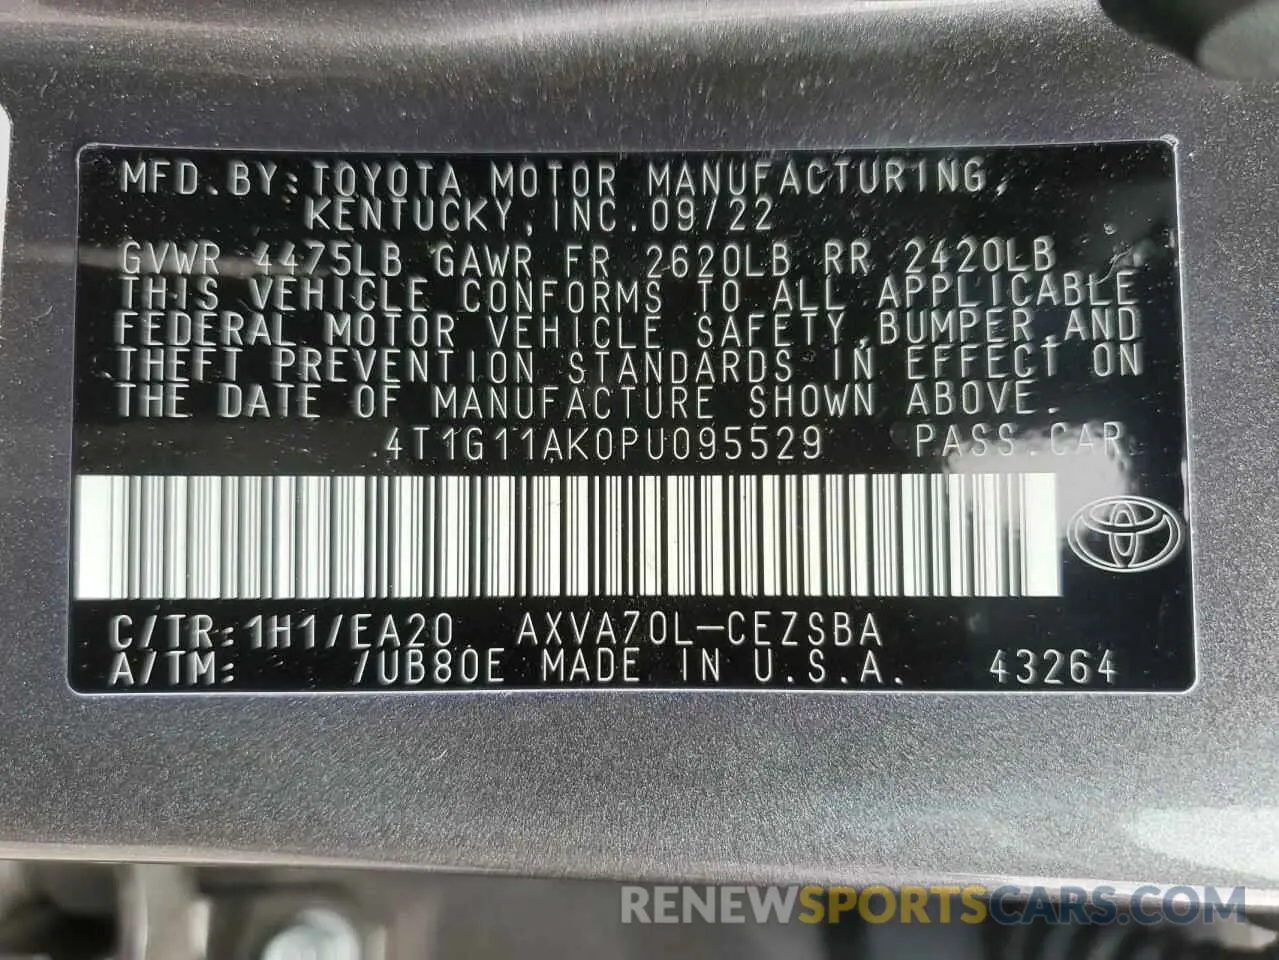 MFD.BY:TOYOTA MOTOR MANUFACTURING,
KENTUCKY,INC.09/22
GVWR 4475LB GAWR FR 2620LB RR 2420LB
THIS VEHICLE CONFORMS TO ALL APPLICABLE
FEDERAL MOTOR VEHICLE SAFETY,BUMPER,AND
THEFT PREVENTION STANDARDS IN EFFECT ON
THE DATE OF MANUFACTURE SHOWN ABOVE.
4T1G11AK0PU095529 PASS.CAR
C/TR:1H1/EA20 AXVA70L-CEZSBA
A/TM: /UB80E MADE IN U.S.A. 43264
RENEWSPORTSCARS.COM